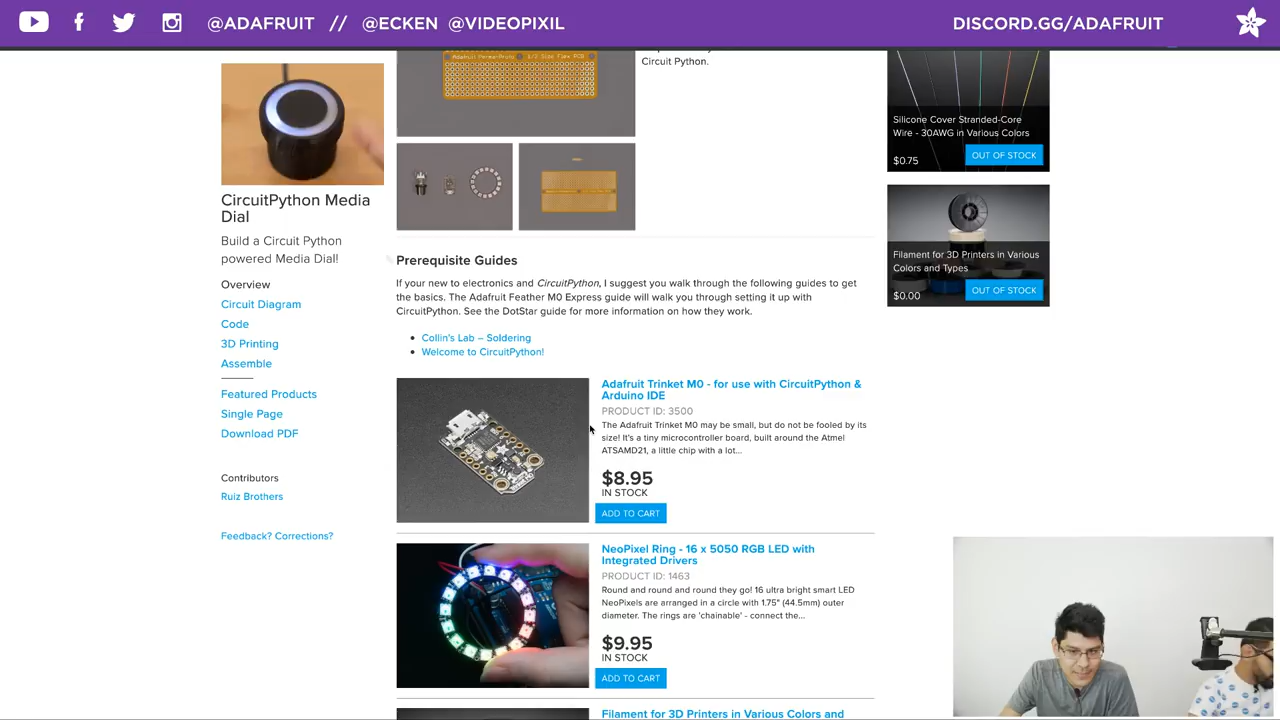 @ADAFRUIT // @ECKEN @VIDEOPIXIL
DISCORD.GG/ADAFRUIT
CircuitPython Media
Dial
Build a Circuit Python
powered Media Dial!
Overview
Circuit Diagram
Code
3D Printing
Assemble
Featured Products
Single Page
Download PDF
Contributors
Ruiz Brothers
Feedback? Corrections?
Circuit Python.
Prerequisite Guides
If your new to electronics and CircuitPython, I suggest you walk through the following guides to get
the basics. The Adafruit Feather M0 Express guide will walk you through setting it up with
CircuitPython. See the DotStar guide for more information on how they work.
Collin's Lab – Soldering
Welcome to CircuitPython!
Adafruit Trinket M0 - for use with CircuitPython &
Arduino IDE
PRODUCT ID: 3500
The Adafruit Trinket M0 may be small, but do not be fooled by its
size! It's a tiny microcontroller board, built around the Atmel
ATSAMD21, a little chip with a lot...
$8.95
IN STOCK
ADD TO CART
NeoPixel Ring - 16 x 5050 RGB LED with
Integrated Drivers
PRODUCT ID: 1463
Round and round and round they go! 16 ultra bright smart LED
NeoPixels are arranged in a circle with 1.75" (44.5mm) outer
diameter. The rings are 'chainable' - connect the...
$9.95
IN STOCK
ADD TO CART
Filament for 3D Printers in Various Colors and
Silicone Cover Stranded-Core
Wire - 30AWG in Various Colors
$0.75
OUT OF STOCK
Filament for 3D Printers in Various
Colors and Types
$0.00
OUT OF STOCK